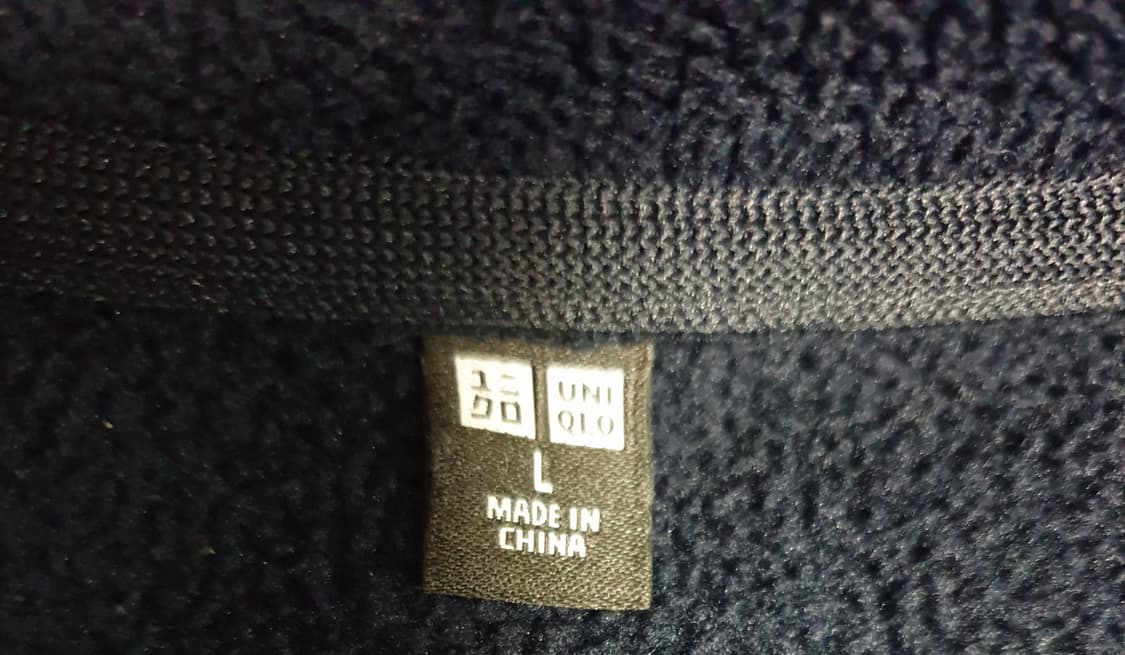 ユニ UNI
クロ QLO
L
MADE IN
CHINA